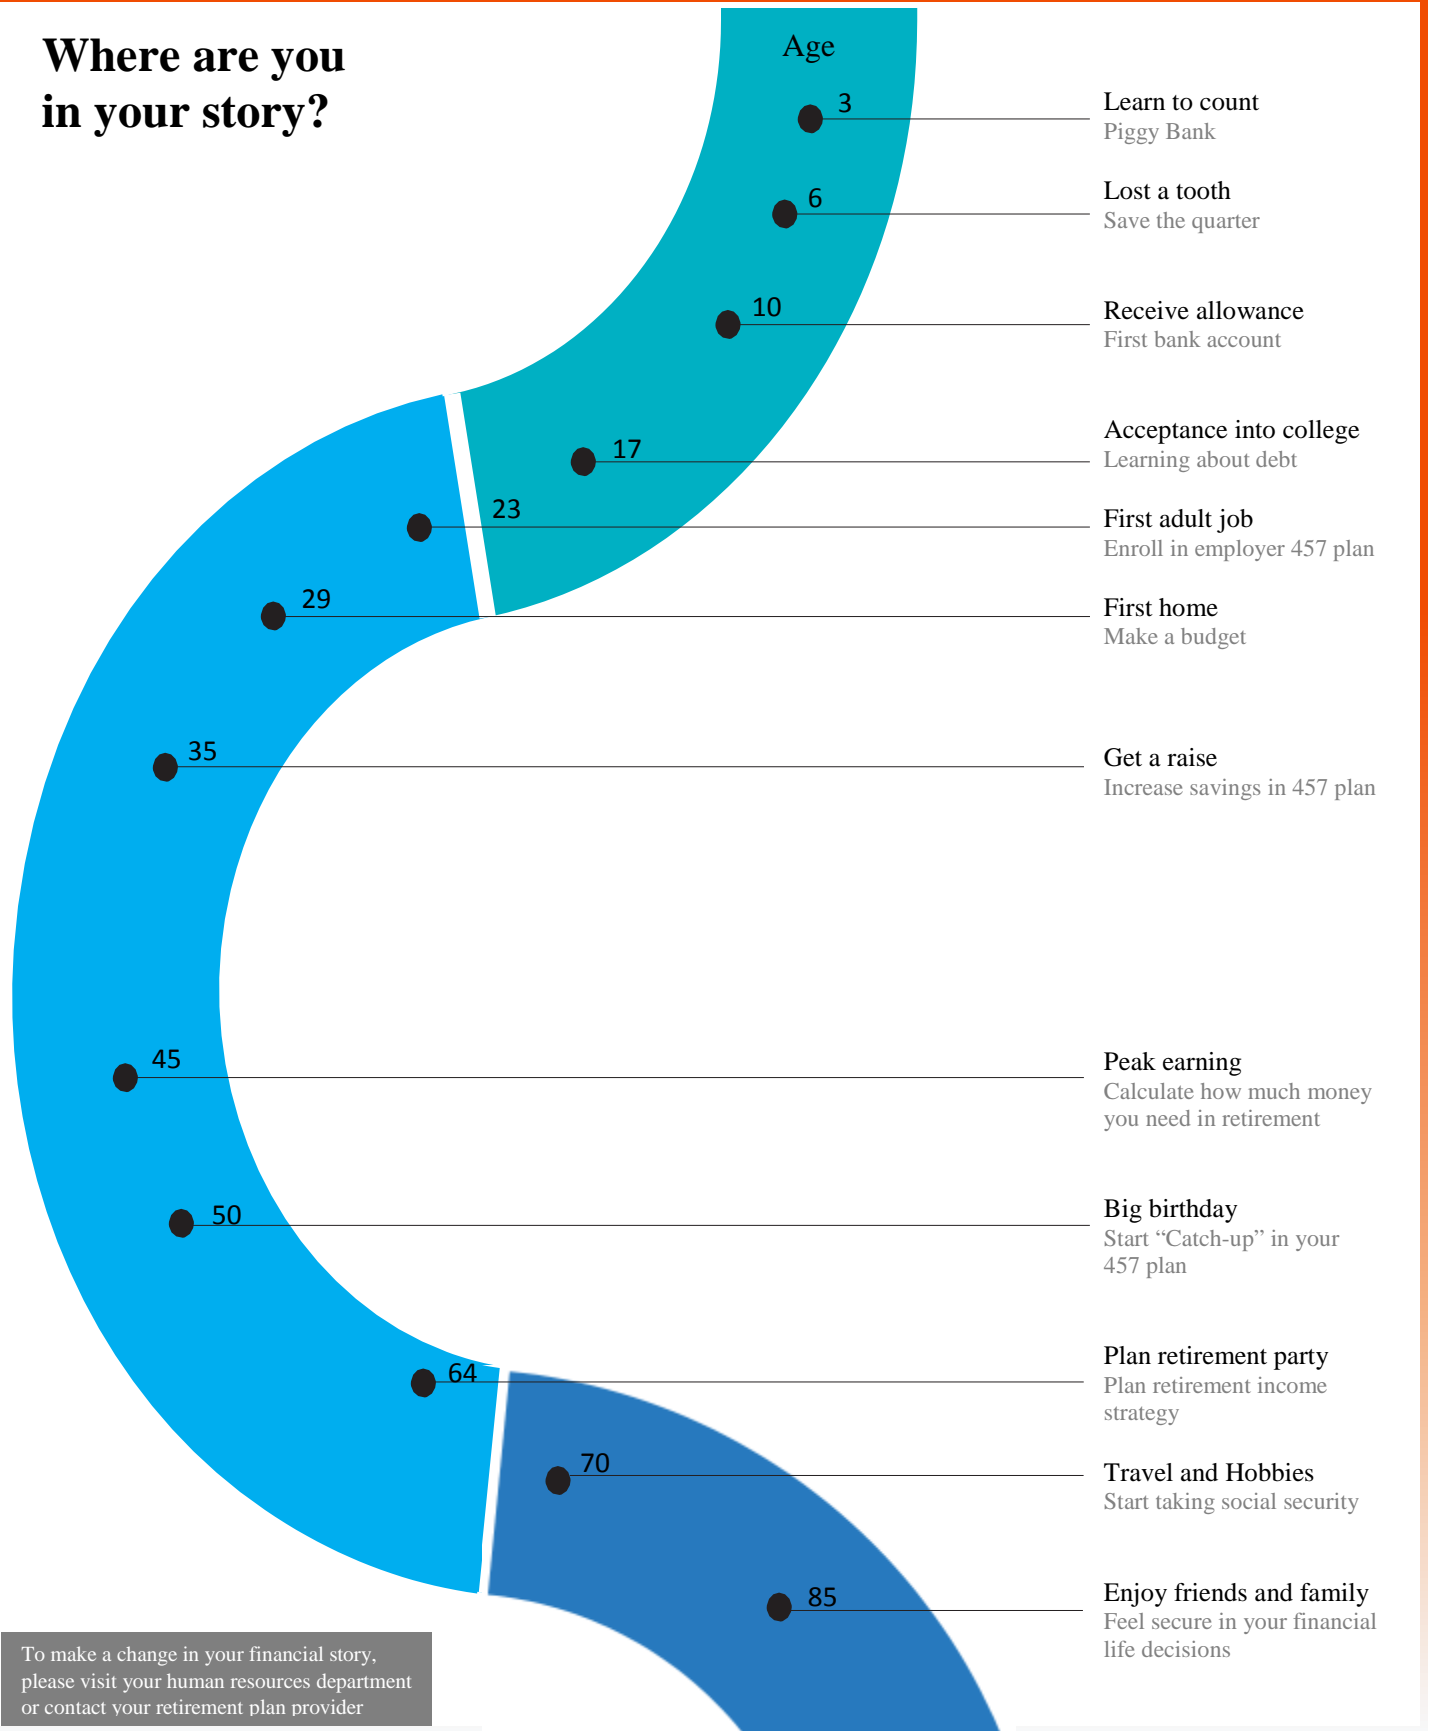 Where are you
in your story?
Age
3
Learn to count
Piggy Bank
6
Lost a tooth
Save the quarter
10
Receive allowance
First bank account
17
Acceptance into college
Learning about debt
23
First adult job
Enroll in employer 457 plan
29
First home
Make a budget
35
Get a raise
Increase savings in 457 plan
45
Peak earning
Calculate how much money
you need in retirement
50
Big birthday
Start “Catch-up” in your
457 plan
64
Plan retirement party
Plan retirement income
strategy
70
Travel and Hobbies
Start taking social security
85
Enjoy friends and family
Feel secure in your financial
life decisions
To make a change in your financial story,
please visit your human resources department
or contact your retirement plan provider